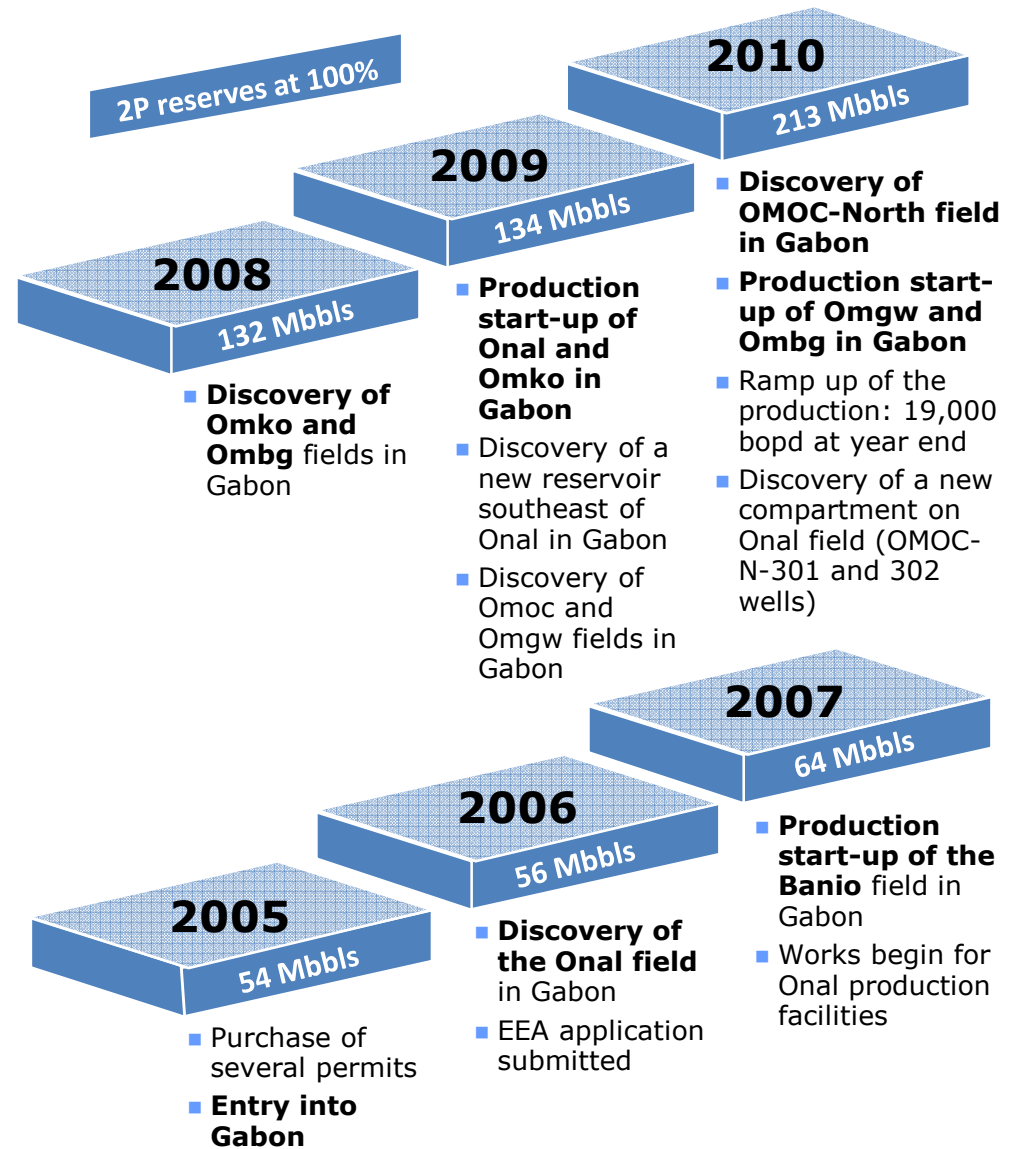 2P reserves at 100%
2010
213 Mbbls
Discovery of
OMOC-North field
in Gabon
Production start-
up of Omgw and
Ombg in Gabon
Ramp up of the
production: 19,000
bopd at year end
Discovery of a new
compartment on
Onal field (OMOC-
N-301 and 302
wells)
2009
134 Mbbls
Production
start-up of
Onal and
Omko in
Gabon
Discovery of a
new reservoir
southeast of
Onal in Gabon
Discovery of
Omoc and
Omgw fields in
Gabon
2008
132 Mbbls
Discovery of
Omko and
Ombg fields in
Gabon
2007
64 Mbbls
Production
start-up of the
Banio field in
Gabon
Works begin for
Onal production
facilities
2006
56 Mbbls
Discovery of
the Onal field
in Gabon
EEA application
submitted
2005
54 Mbbls
Purchase of
several permits
Entry into
Gabon